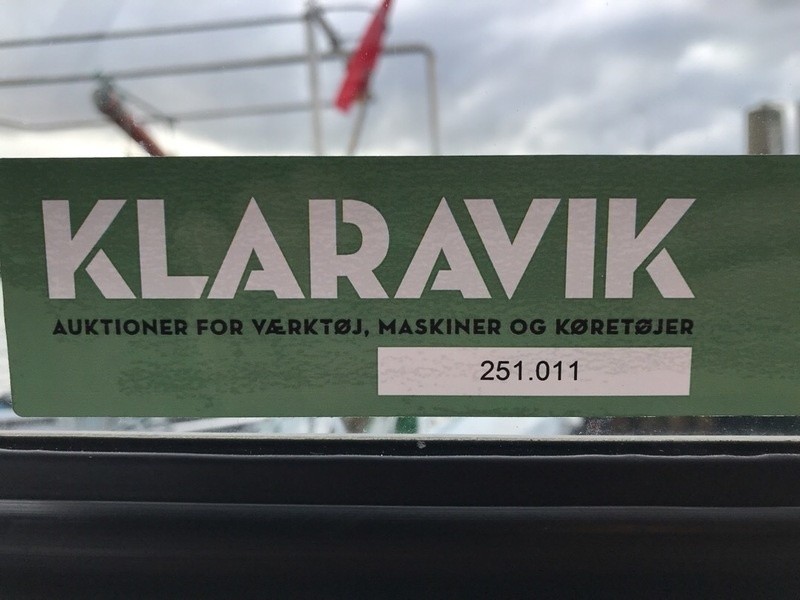 KLARAVIK
AUKTIONER FOR VÆRKTØJ, MASKINER OG KØRETØJER
251.011